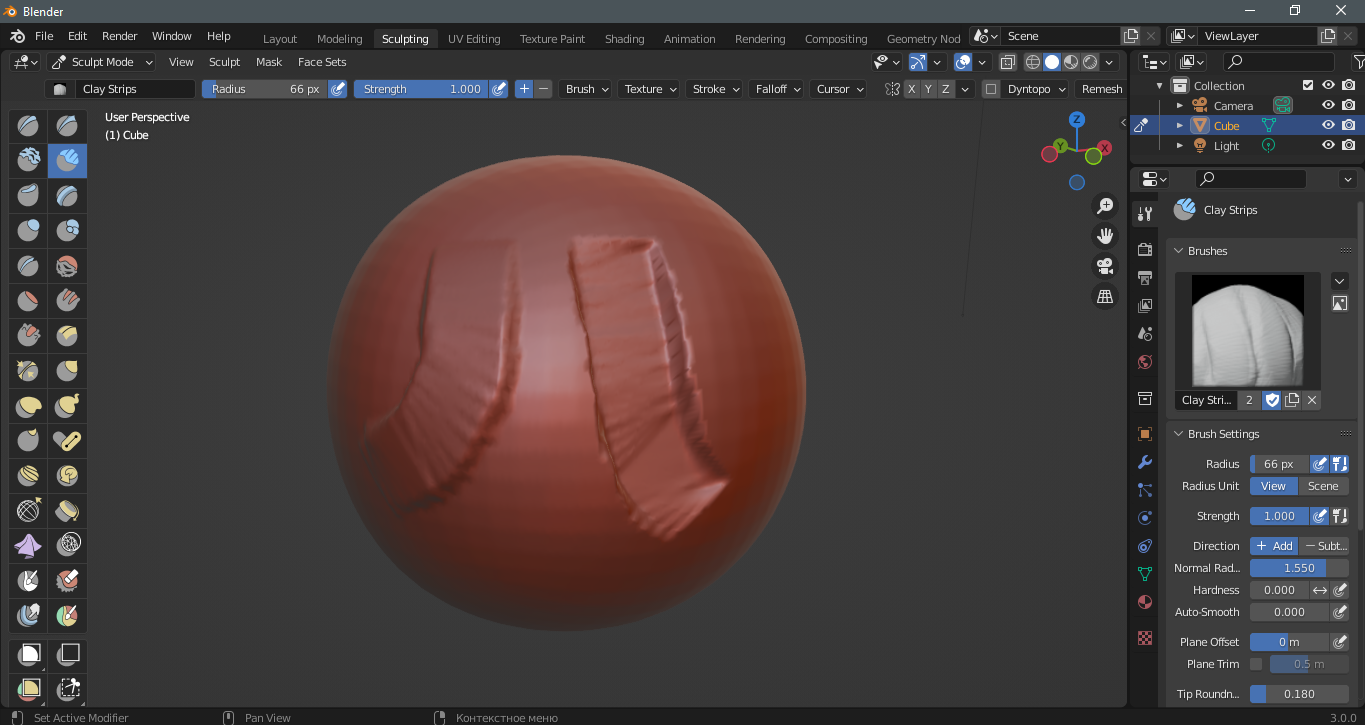 Blender
File Edit Render Window Help Layout Modeling Sculpting UV Editing Texture Paint Shading Animation Rendering Compositing Geometry Nod Scene ViewLayer
Sculpt Mode View Sculpt Mask Face Sets
Clay Strips Radius 66 px Strength 1.000 Brush Texture Stroke Falloff Cursor X Y Z Dyntopo Remesh
User Perspective
(1) Cube
Z
Y X
Collection
Camera
Cube
Light
Clay Strips
Brushes
Clay Stri... 2
Brush Settings
Radius 66 px
Radius Unit View Scene
Strength 1.000
Direction + Add − Subt...
Normal Rad... 1.550
Hardness 0.000
Auto-Smooth 0.000
Plane Offset 0 m
Plane Trim 0.5 m
Tip Roundn... 0.180
Set Active Modifier Pan View Контекстное меню 3.0.0